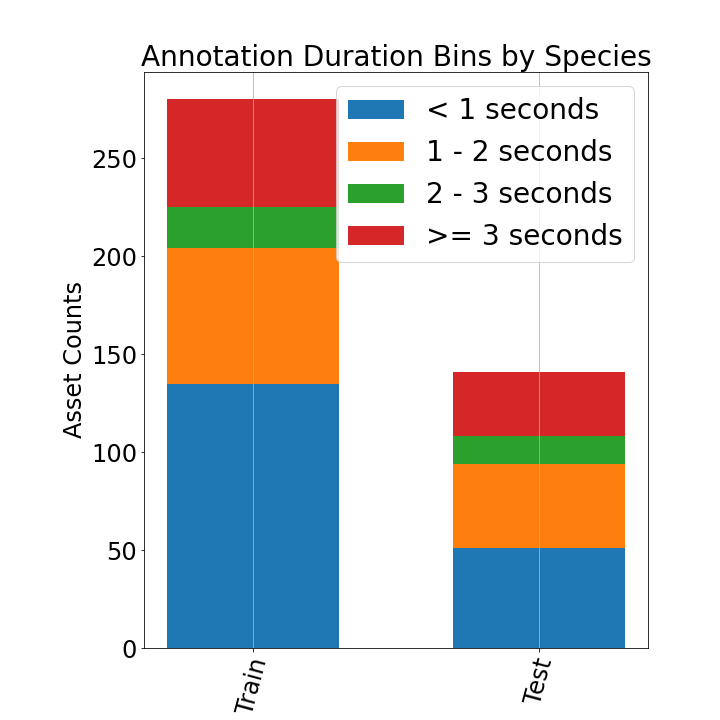 Annotation Duration Bins by Species
< 1 seconds
1 - 2 seconds
2 - 3 seconds
>= 3 seconds
Asset Counts
250
200
150
100
50
0
Train
Test